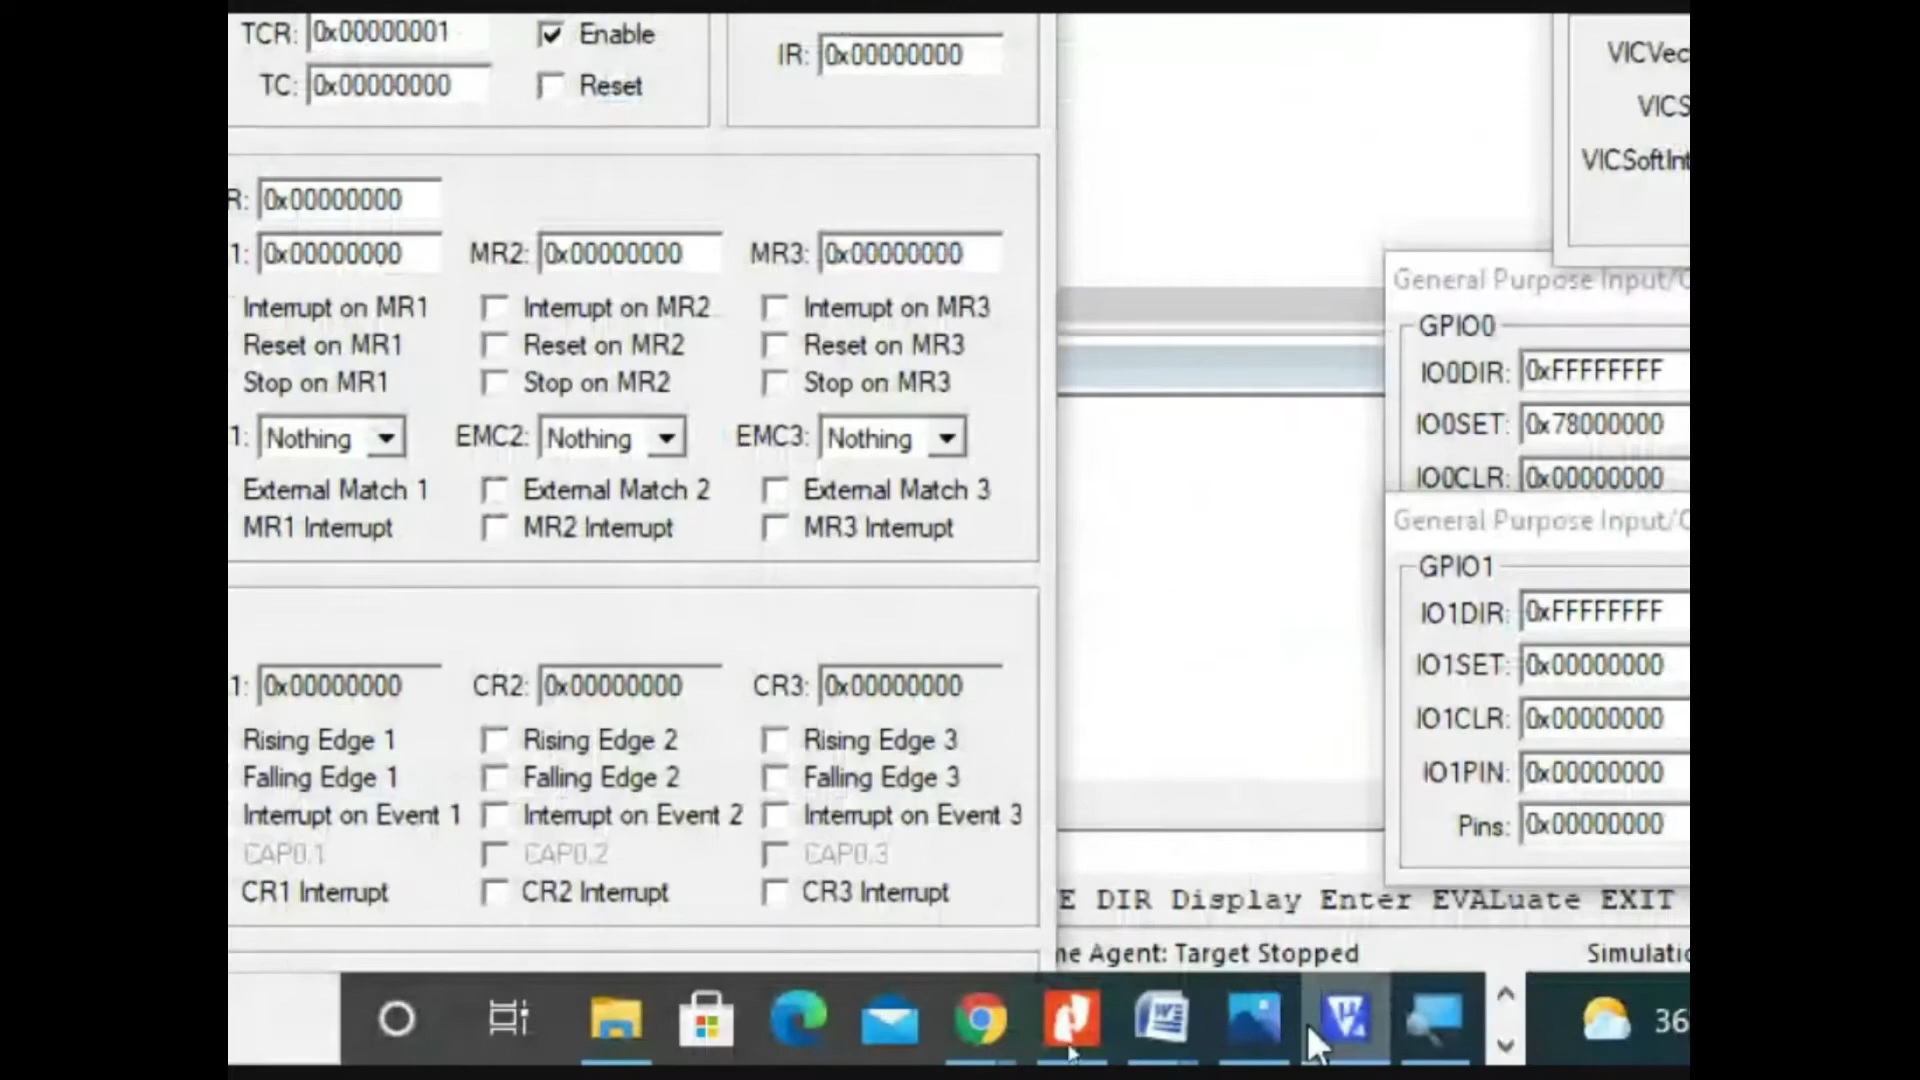 TCR: 0x00000001 Enable
TC: 0x00000000 Reset
IR: 0x00000000
R: 0x00000000
1: 0x00000000 MR2: 0x00000000 MR3: 0x00000000
Interrupt on MR1 Interrupt on MR2 Interrupt on MR3
Reset on MR1 Reset on MR2 Reset on MR3
Stop on MR1 Stop on MR2 Stop on MR3
1: Nothing EMC2: Nothing EMC3: Nothing
External Match 1 External Match 2 External Match 3
MR1 Interrupt MR2 Interrupt MR3 Interrupt
1: 0x00000000 CR2: 0x00000000 CR3: 0x00000000
Rising Edge 1 Rising Edge 2 Rising Edge 3
Falling Edge 1 Falling Edge 2 Falling Edge 3
Interrupt on Event 1 Interrupt on Event 2 Interrupt on Event 3
CAP0.1 CAP0.2 CAP0.3
CR1 Interrupt CR2 Interrupt CR3 Interrupt
VICVec
VICS
VICSoftInt
General Purpose Input/O
GPIO0
IO0DIR: 0xFFFFFFFF
IO0SET: 0x78000000
IO0CLR: 0x00000000
General Purpose Input/O
GPIO1
IO1DIR: 0xFFFFFFFF
IO1SET: 0x00000000
IO1CLR: 0x00000000
IO1PIN: 0x00000000
Pins: 0x00000000
E DIR Display Enter EVALuate EXIT
me Agent: Target Stopped Simulatio
36